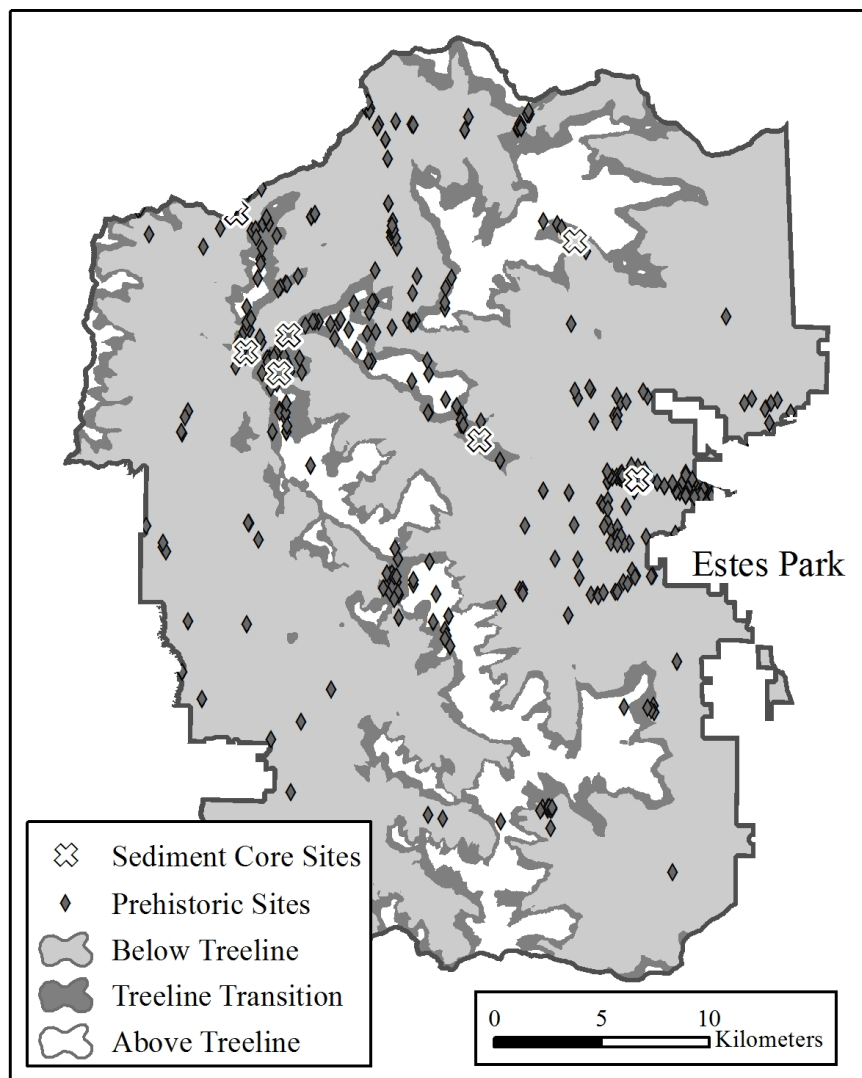 Estes Park
Sediment Core Sites
Prehistoric Sites
Below Treeline
Treeline Transition
Above Treeline
0 5 10
Kilometers